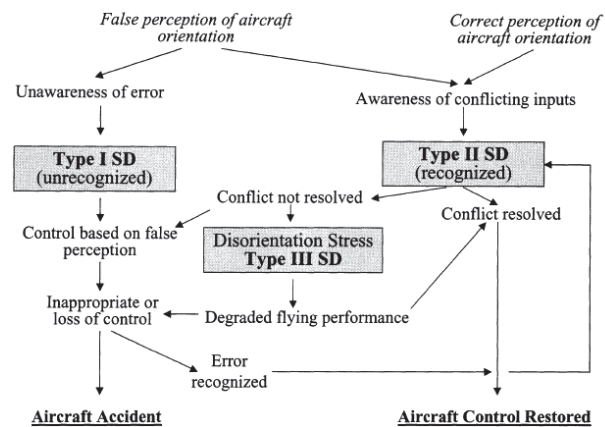 False perception of aircraft
orientation
Correct perception of
aircraft orientation
Unawareness of error
Awareness of conflicting inputs
Type I SD
(unrecognized)
Type II SD
(recognized)
Conflict not resolved
Conflict resolved
Control based on false
perception
Disorientation Stress
Type III SD
Inappropriate or
loss of control
Degraded flying performance
Error
recognized
Aircraft Accident
Aircraft Control Restored